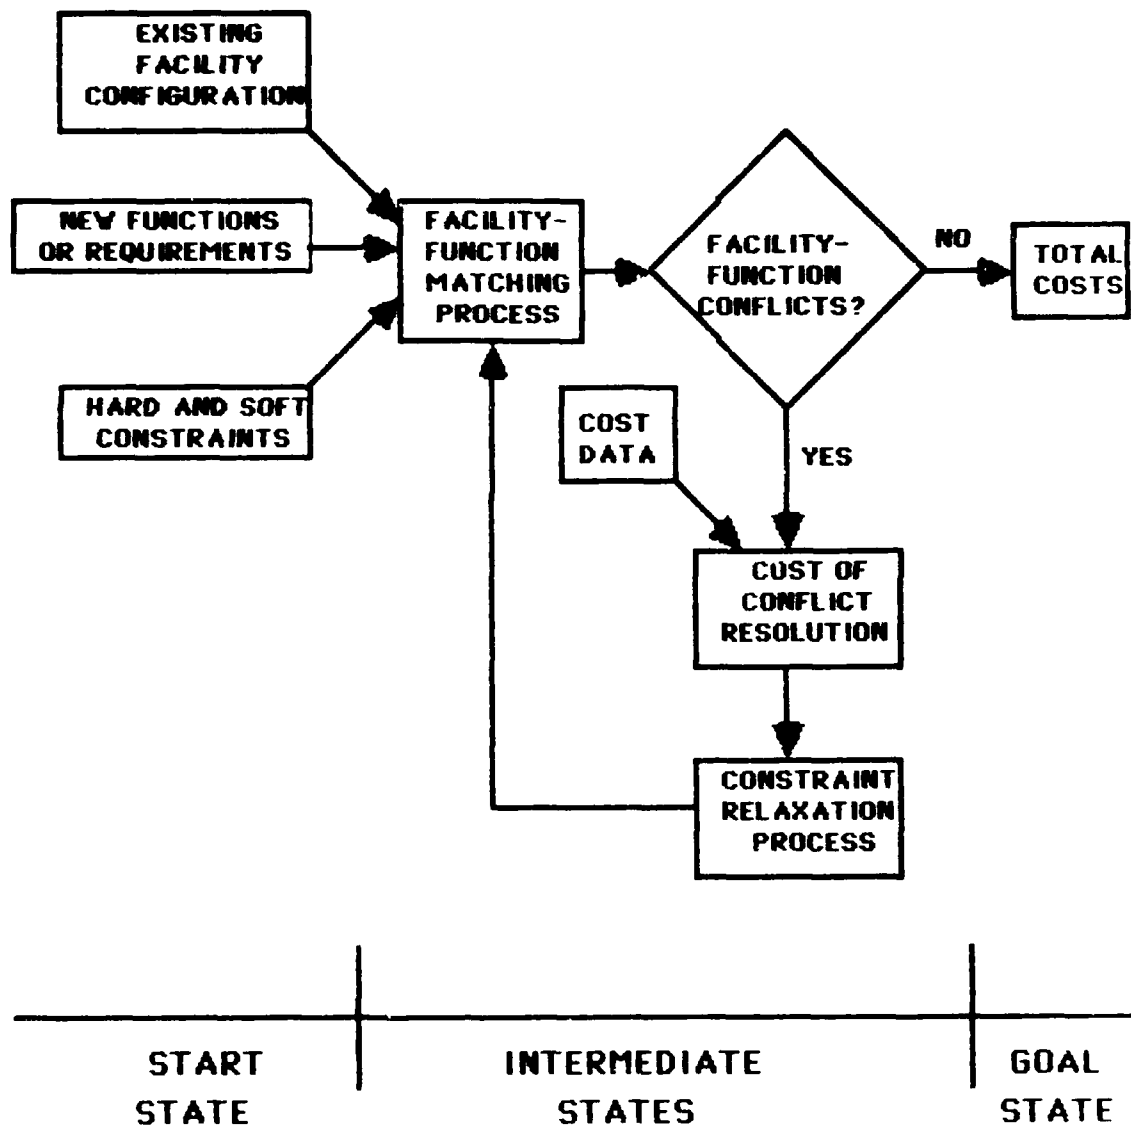 EXISTING
FACILITY
CONFIGURATION
NEW FUNCTIONS
OR REQUIREMENTS
HARD AND SOFT
CONSTRAINTS
FACILITY-
FUNCTION
MATCHING
PROCESS
FACILITY-
FUNCTION
CONFLICTS?
NO
TOTAL
COSTS
YES
COST
DATA
COST OF
CONFLICT
RESOLUTION
CONSTRAINT
RELAXATION
PROCESS
START
STATE
INTERMEDIATE
STATES
GOAL
STATE